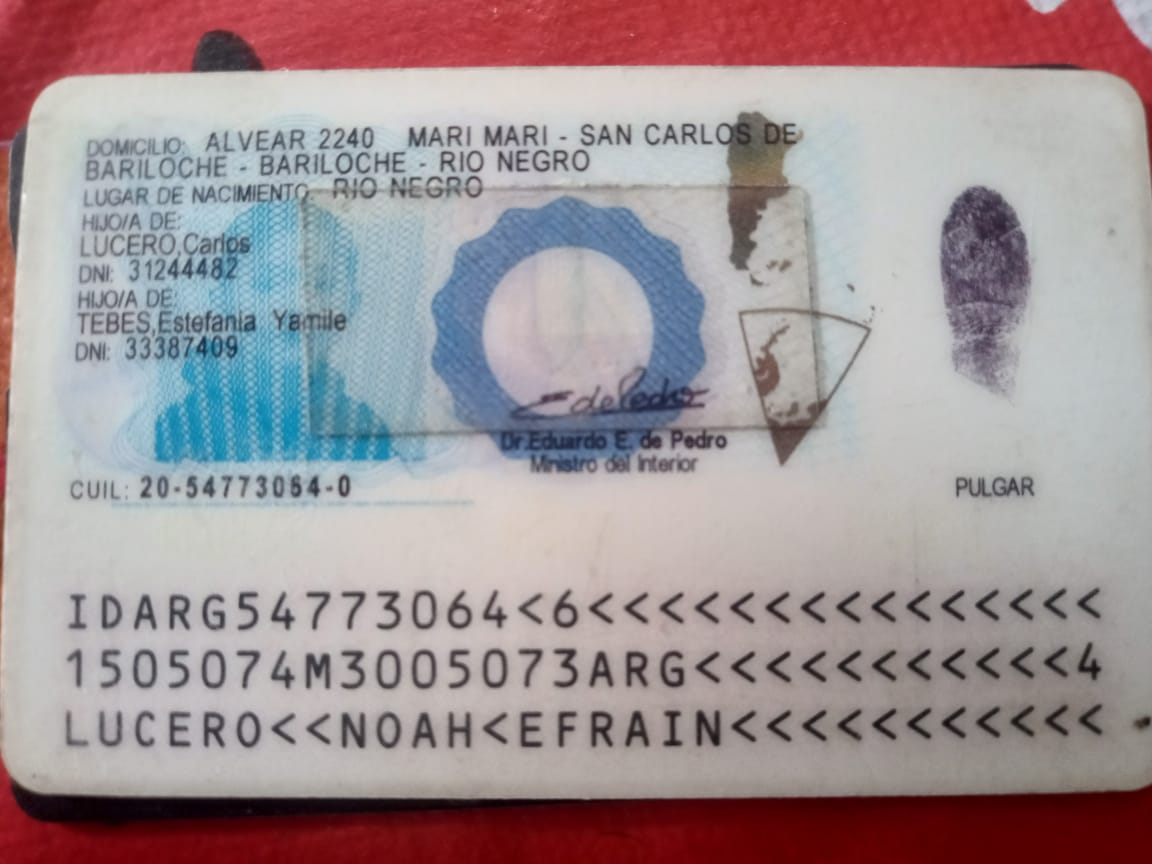 DOMICILIO: ALVEAR 2240 MARI MARI - SAN CARLOS DE
BARILOCHE - BARILOCHE - RIO NEGRO
LUGAR DE NACIMIENTO: RIO NEGRO
HIJO/A DE:
LUCERO,Carlos
DNI: 31244482
HIJO/A DE:
TEBES,Estefania Yamile
DNI: 33387409
E de Pedro
Dr.Eduardo E. de Pedro
Ministro del Interior
CUIL: 20-54773064-0
PULGAR
IDARG54773064<6<<<<<<<<<<<<<<<
1505074M3005073ARG<<<<<<<<<<<4
LUCERO<<NOAH<EFRAIN<<<<<<<<<<<